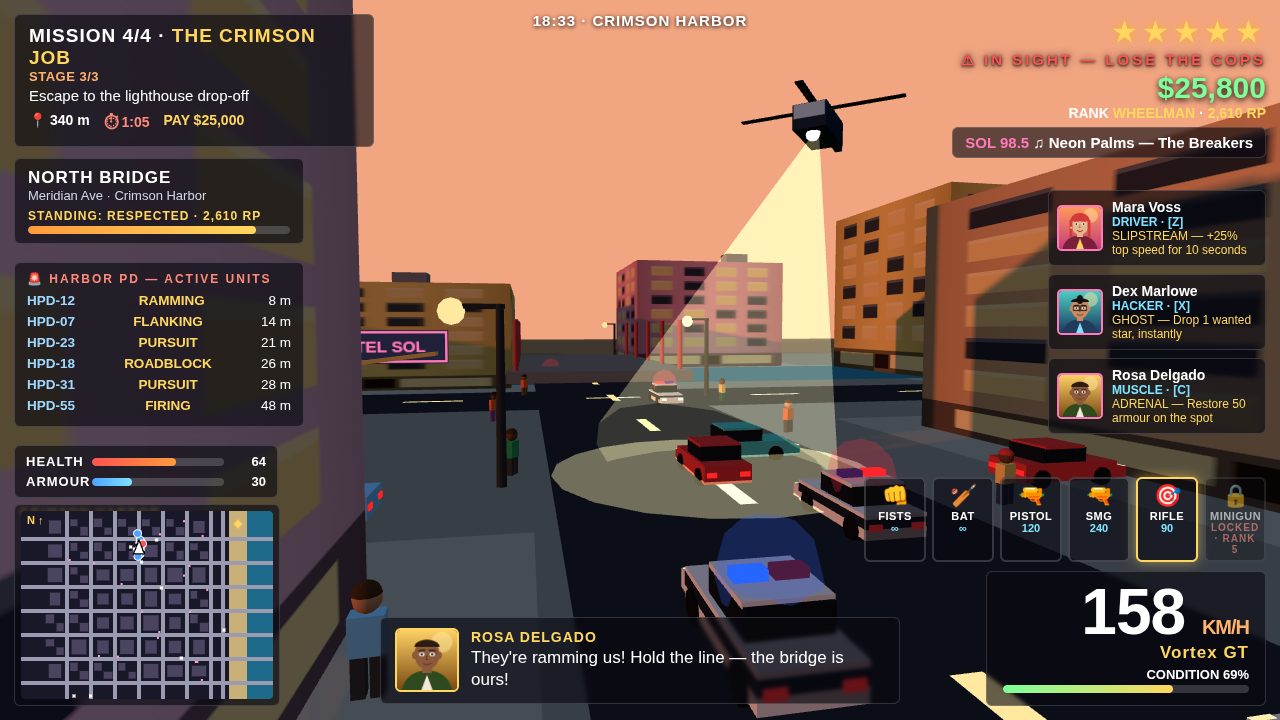 MISSION 4/4 · THE CRIMSON
JOB
STAGE 3/3
Escape to the lighthouse drop-off
340 m 1:05 PAY $25,000
NORTH BRIDGE
Meridian Ave · Crimson Harbor
STANDING: RESPECTED · 2,610 RP
HARBOR PD — ACTIVE UNITS
HPD-12 RAMMING 8 m
HPD-07 FLANKING 14 m
HPD-23 PURSUIT 21 m
HPD-18 ROADBLOCK 26 m
HPD-31 PURSUIT 28 m
HPD-55 FIRING 48 m
HEALTH 64
ARMOUR 30
N ↑
18:33 · CRIMSON HARBOR
TEL SOL
★★★★★
⚠ IN SIGHT — LOSE THE COPS
$25,800
RANK WHEELMAN · 2,610 RP
SOL 98.5 ♫ Neon Palms — The Breakers
Mara Voss
DRIVER · [Z]
SLIPSTREAM — +25%
top speed for 10 seconds
Dex Marlowe
HACKER · [X]
GHOST — Drop 1 wanted
star, instantly
Rosa Delgado
MUSCLE · [C]
ADRENAL — Restore 50
armour on the spot
FISTS
∞
BAT
∞
PISTOL
120
SMG
240
RIFLE
90
MINIGUN
LOCKED
· RANK
5
ROSA DELGADO
They're ramming us! Hold the line — the bridge is
ours!
158 KM/H
Vortex GT
CONDITION 69%